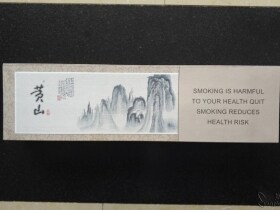 黄山
SMOKING IS HARMFUL
TO YOUR HEALTH QUIT
SMOKING REDUCES
HEALTH RISK